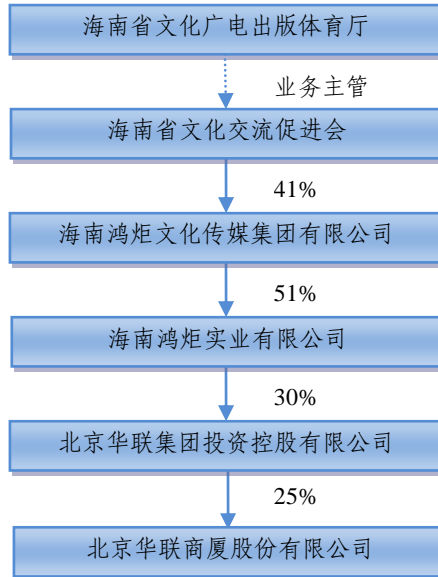 海南省文化广电出版体育厅
业务主管
海南省文化交流促进会
41%
海南鸿炬文化传媒集团有限公司
51%
海南鸿炬实业有限公司
30%
北京华联集团投资控股有限公司
25%
北京华联商厦股份有限公司